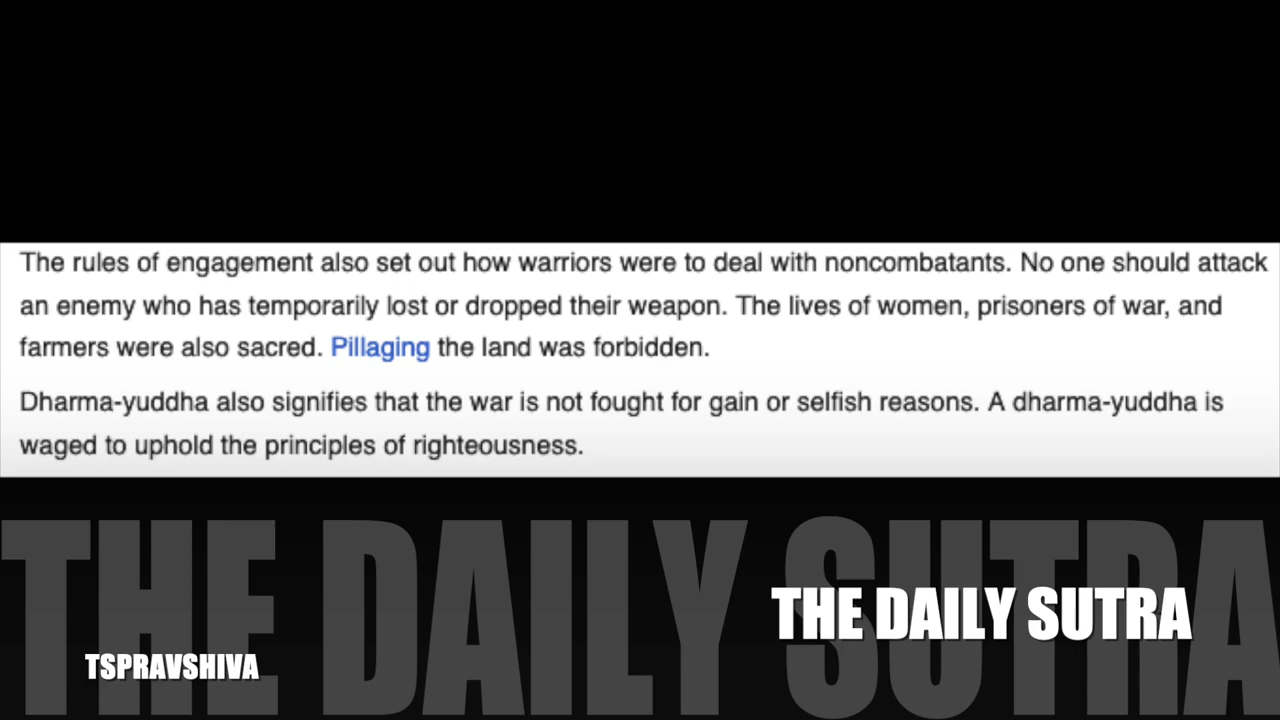 The rules of engagement also set out how warriors were to deal with noncombatants. No one should attack
an enemy who has temporarily lost or dropped their weapon. The lives of women, prisoners of war, and
farmers were also sacred. Pillaging the land was forbidden.
Dharma-yuddha also signifies that the war is not fought for gain or selfish reasons. A dharma-yuddha is
waged to uphold the principles of righteousness.
THE DAILY SUTRA
THE DAILY SUTRA
TSPRAVSHIVA